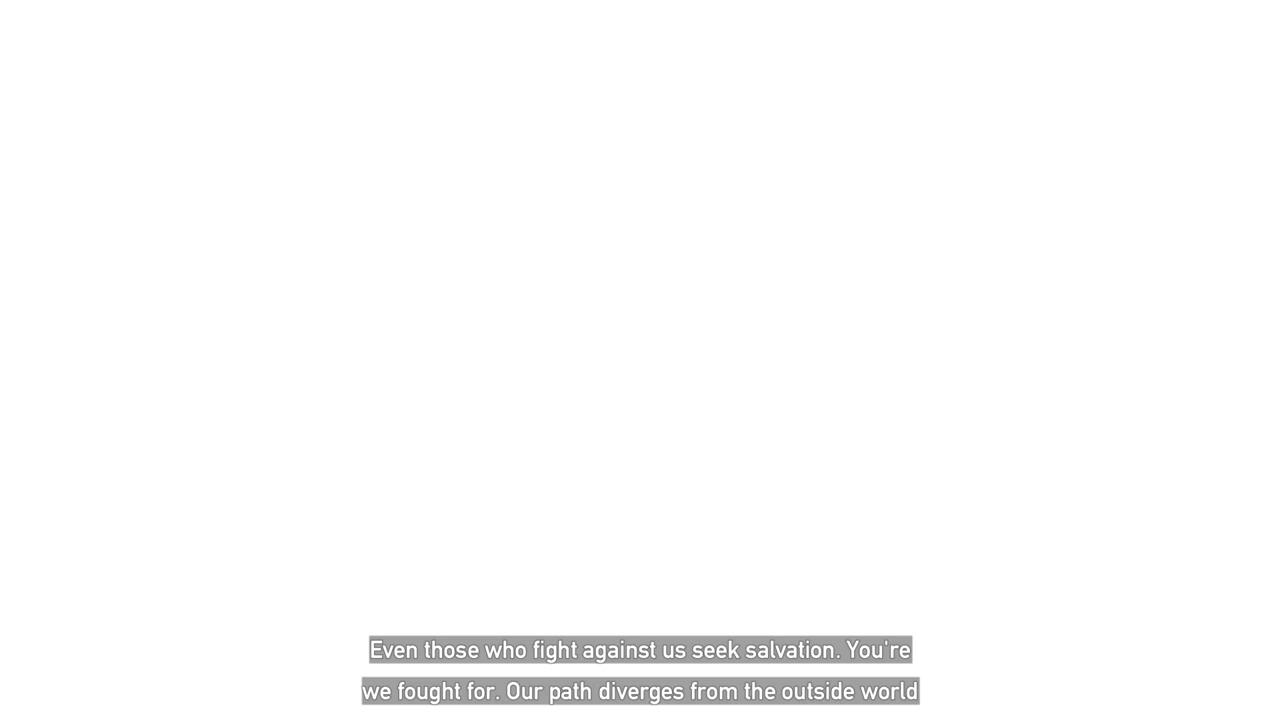 Even those who fight against us seek salvation. You're
we fought for. Our path diverges from the outside world